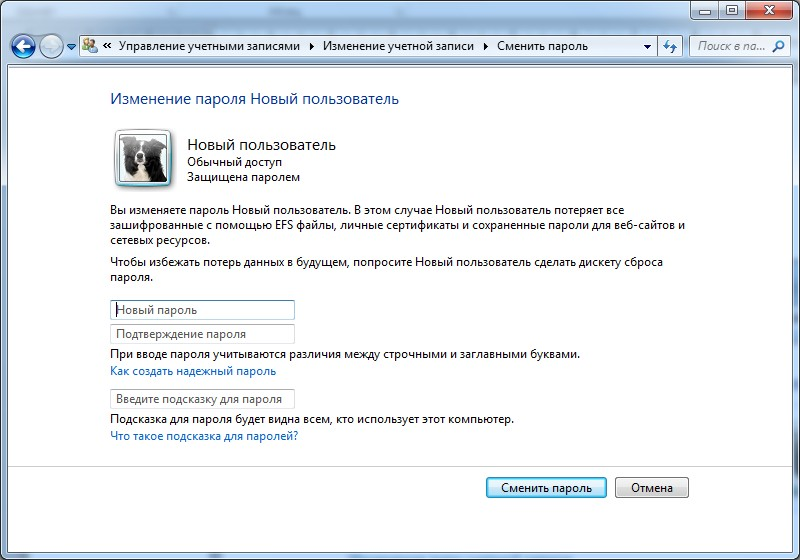 « Управление учетными записями ▸ Изменение учетной записи ▸ Сменить пароль
Поиск в па...
Изменение пароля Новый пользователь
Новый пользователь
Обычный доступ
Защищена паролем
Вы изменяете пароль Новый пользователь. В этом случае Новый пользователь потеряет все
зашифрованные с помощью EFS файлы, личные сертификаты и сохраненные пароли для веб-сайтов и
сетевых ресурсов.
Чтобы избежать потерь данных в будущем, попросите Новый пользователь сделать дискету сброса
пароля.
Новый пароль
Подтверждение пароля
При вводе пароля учитываются различия между строчными и заглавными буквами.
Как создать надежный пароль
Введите подсказку для пароля
Подсказка для пароля будет видна всем, кто использует этот компьютер.
Что такое подсказка для паролей?
Сменить пароль
Отмена